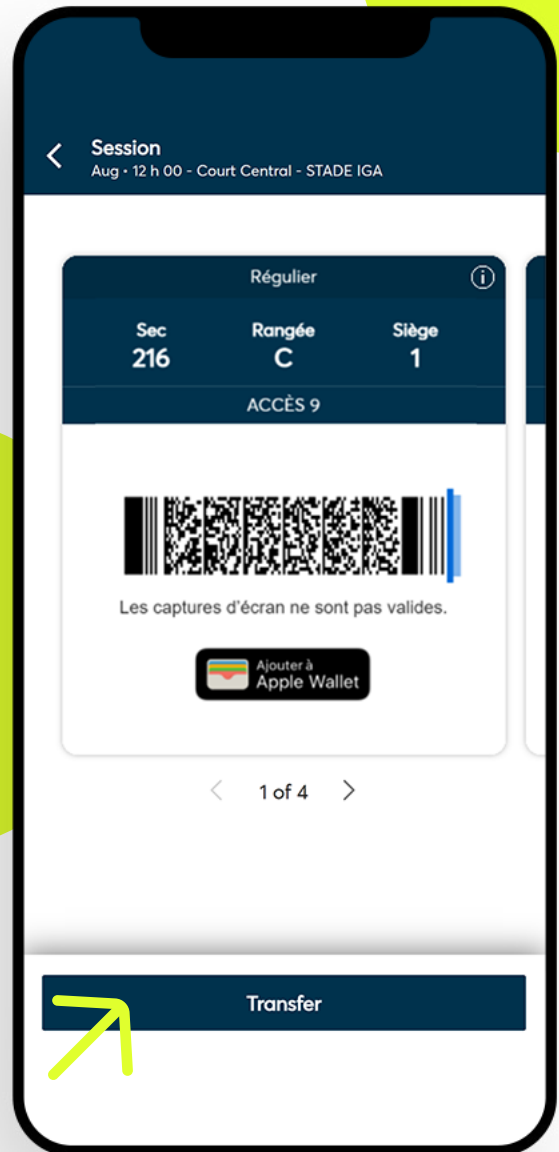 Session
Aug • 12 h 00 - Court Central - STADE IGA
Régulier
Sec Rangée Siège
216 C 1
ACCÈS 9
Les captures d'écran ne sont pas valides.
Ajouter à
Apple Wallet
1 of 4
Transfer